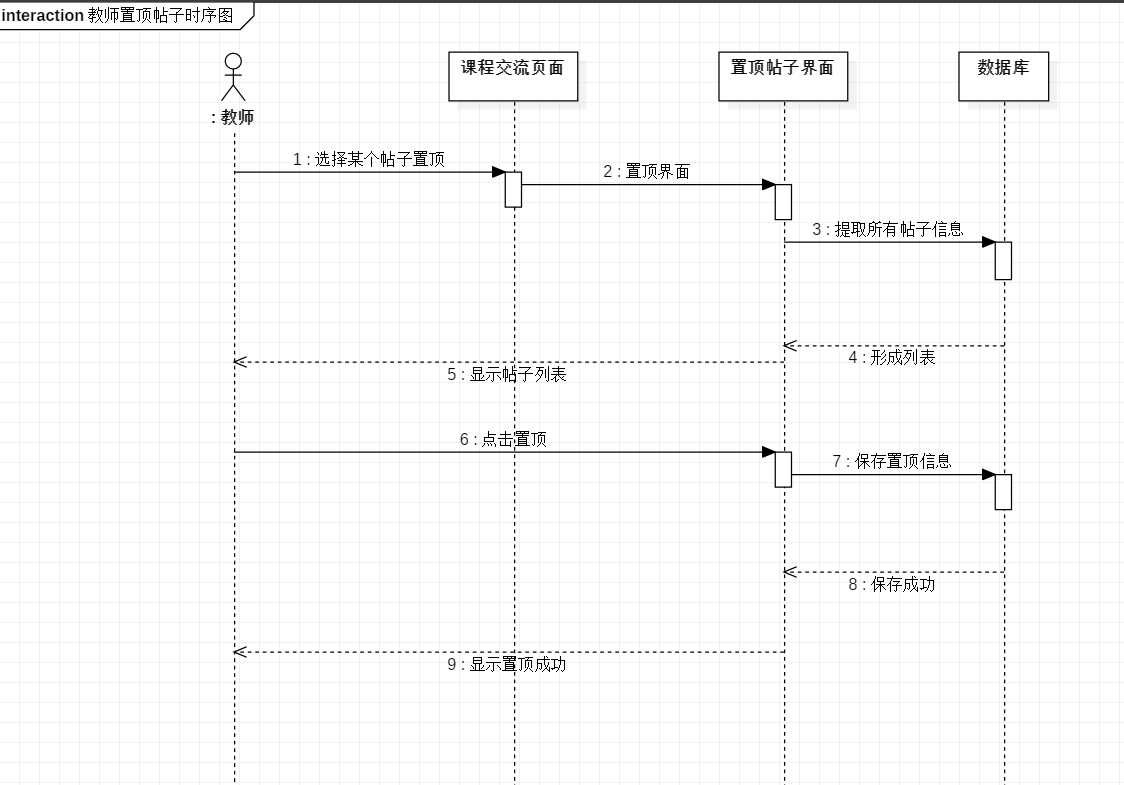 interaction 教师置顶帖子时序图
课程交流页面
置顶帖子界面
数据库
: 教师
1 : 选择某个帖子置顶
2 : 置顶界面
3 : 提取所有帖子信息
4 : 形成列表
5 : 显示帖子列表
6 : 点击置顶
7 : 保存置顶信息
8 : 保存成功
9 : 显示置顶成功